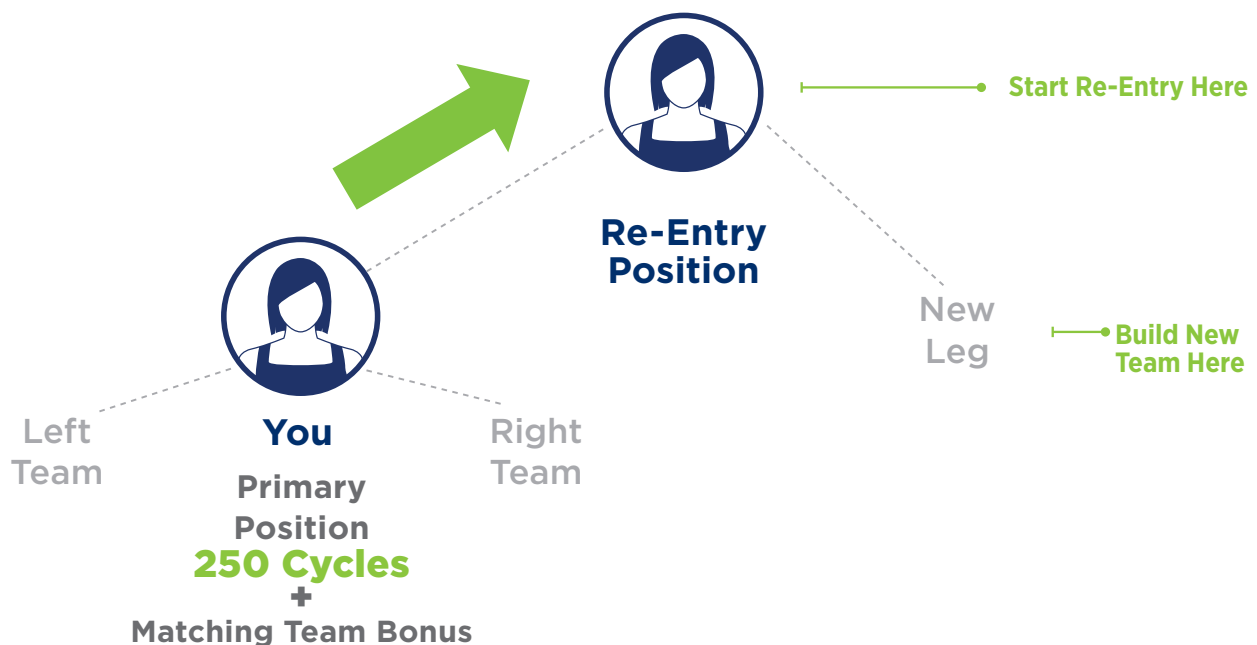 Start Re-Entry Here
Re-Entry
Position
New
Leg
Build New
Team Here
Left
Team
You
Right
Team
Primary
Position
250 Cycles
+
Matching Team Bonus